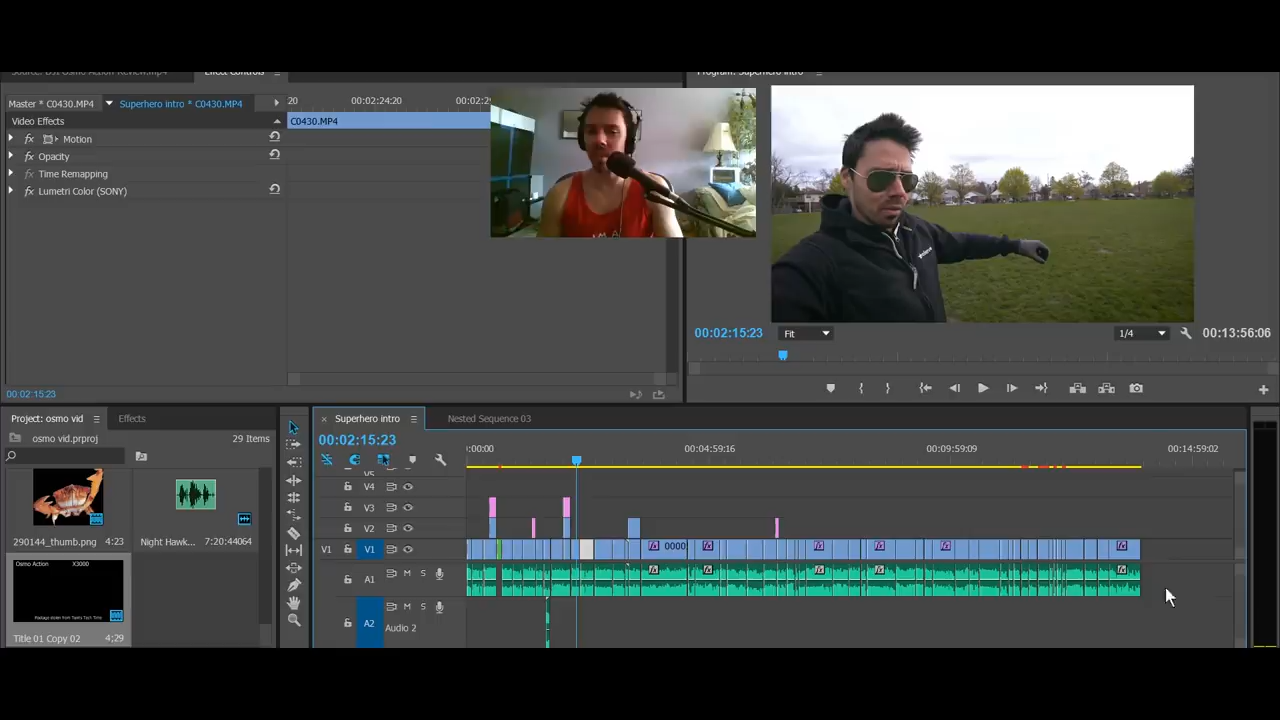 Source: DJI Osmo Action Review.mp4
Effect Controls
Program: Superhero intro
Master * C0430.MP4
Superhero intro * C0430.MP4
20
00:02:24:20
00:02:29
Video Effects
C0430.MP4
fx Motion
fx Opacity
fx Time Remapping
fx Lumetri Color (SONY)
I'M A
00:02:15:23
Fit
1/4
00:13:56:06
00:02:15:23
Project: osmo vid
Effects
Superhero intro
Nested Sequence 03
osmo vid.prproj
29 Items
00:02:15:23
:00:00
00:04:59:16
00:09:59:09
00:14:59:02
V4
V3
V2
V1
V1
fx 0000
A1
M
S
A2
M
S
Audio 2
290144_thumb.png
4:23
Night Hawk...
7:20:44064
Osmo Action
X3000
Title 01 Copy 02
4;29